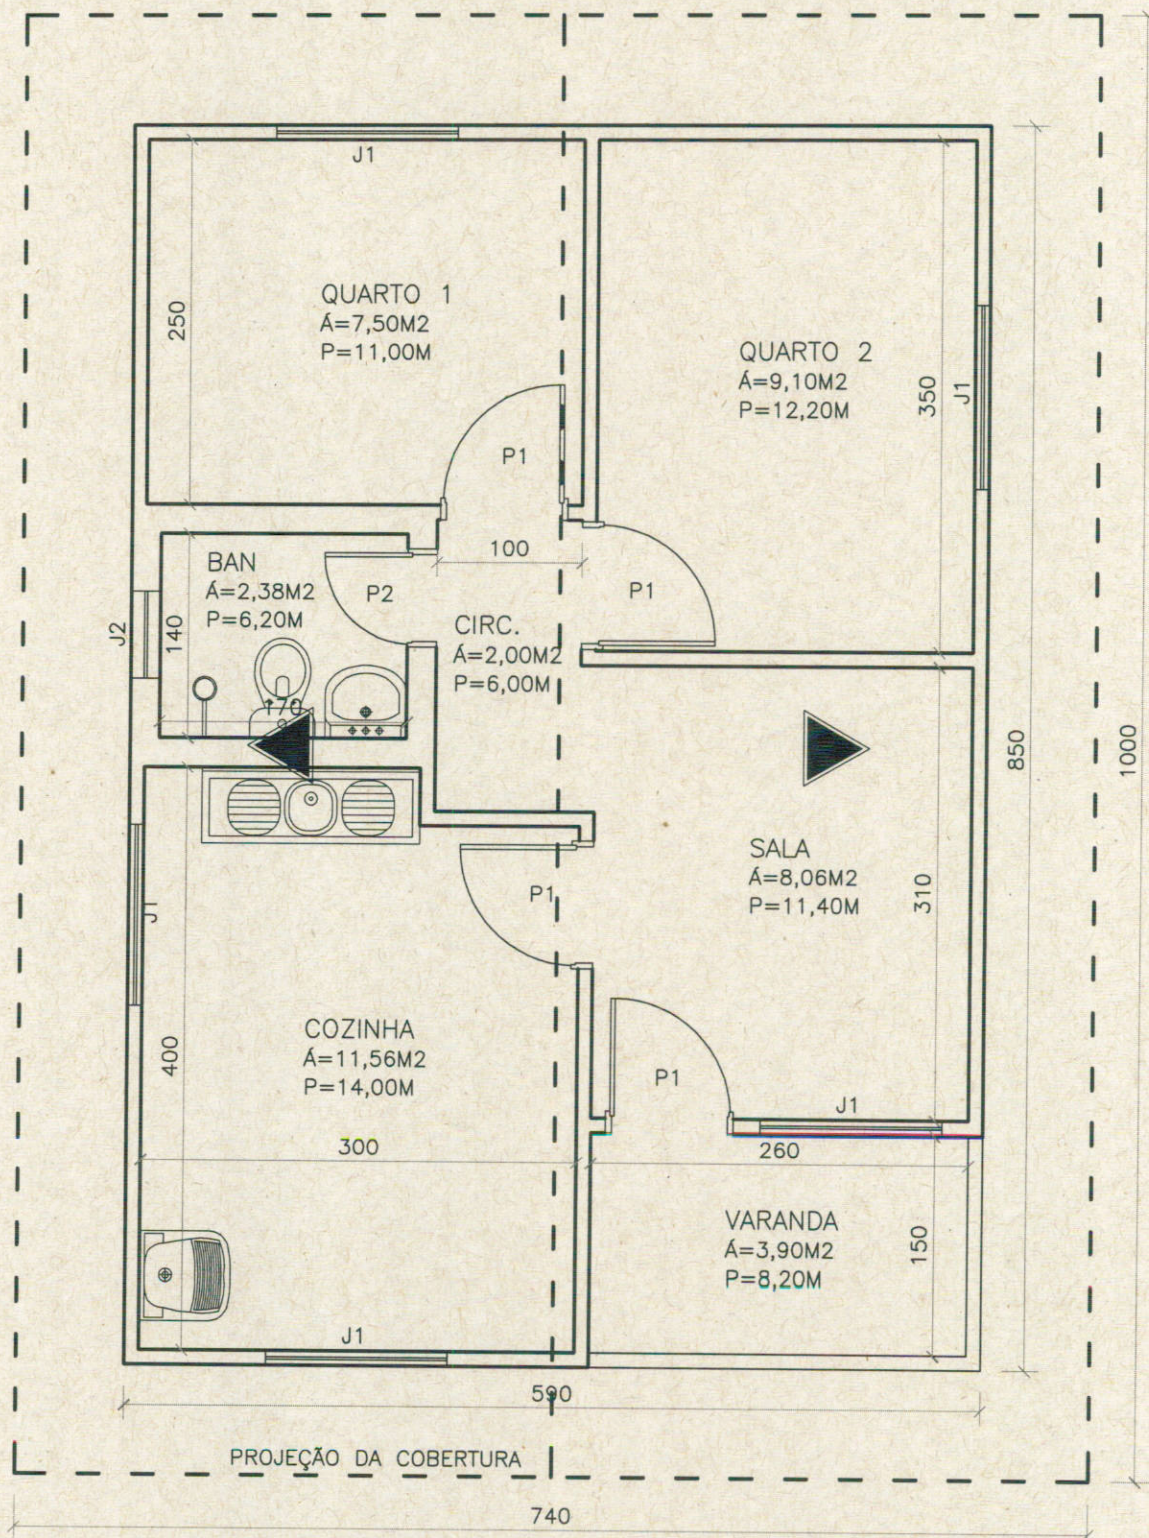 J1
QUARTO 1
Á=7,50M2
P=11,00M
250
QUARTO 2
Á=9,10M2
P=12,20M
350
J1
P1
100
BAN
Á=2,38M2
P=6,20M
P2
P1
J2
140
CIRC.
Á=2,00M2
P=6,00M
170
850
1000
SALA
Á=8,06M2
P=11,40M
310
P1
J1
COZINHA
Á=11,56M2
P=14,00M
400
P1
J1
300
260
VARANDA
Á=3,90M2
P=8,20M
150
J1
590
PROJEÇÃO DA COBERTURA
740